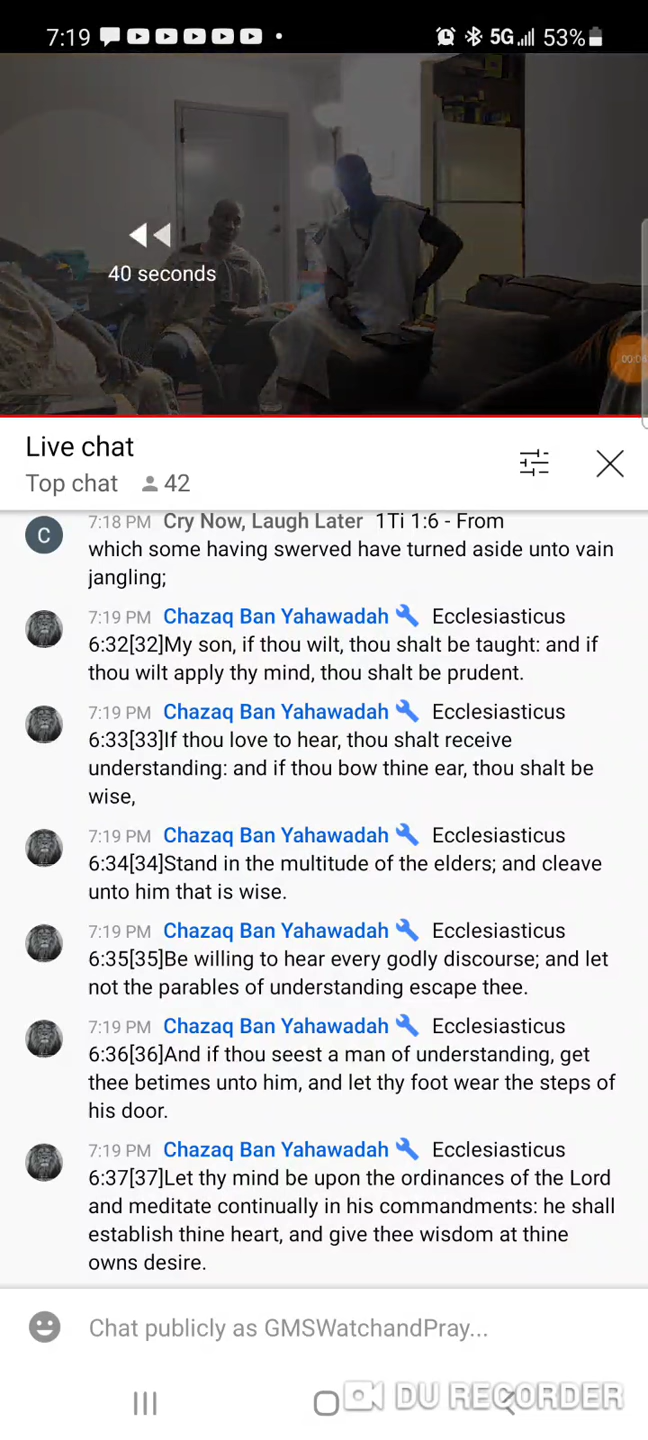 7:19
5G 53%
40 seconds
Live chat
Top chat 42
C 7:18 PM Cry Now, Laugh Later 1Ti 1:6 - From
which some having swerved have turned aside unto vain
jangling;
7:19 PM Chazaq Ban Yahawadah Ecclesiasticus
6:32[32]My son, if thou wilt, thou shalt be taught: and if
thou wilt apply thy mind, thou shalt be prudent.
7:19 PM Chazaq Ban Yahawadah Ecclesiasticus
6:33[33]If thou love to hear, thou shalt receive
understanding: and if thou bow thine ear, thou shalt be
wise,
7:19 PM Chazaq Ban Yahawadah Ecclesiasticus
6:34[34]Stand in the multitude of the elders; and cleave
unto him that is wise.
7:19 PM Chazaq Ban Yahawadah Ecclesiasticus
6:35[35]Be willing to hear every godly discourse; and let
not the parables of understanding escape thee.
7:19 PM Chazaq Ban Yahawadah Ecclesiasticus
6:36[36]And if thou seest a man of understanding, get
thee betimes unto him, and let thy foot wear the steps of
his door.
7:19 PM Chazaq Ban Yahawadah Ecclesiasticus
6:37[37]Let thy mind be upon the ordinances of the Lord
and meditate continually in his commandments: he shall
establish thine heart, and give thee wisdom at thine
owns desire.
Chat publicly as GMSWatchandPray...
DU RECORDER